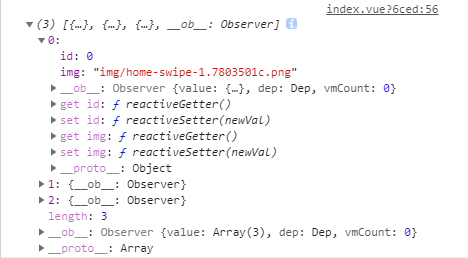 index.vue?6ced:56
▼(3) [{…}, {…}, {…}, __ob__: Observer] i
▼0:
id: 0
img: "img/home-swipe-1.7803501c.png"
▶__ob__: Observer {value: {…}, dep: Dep, vmCount: 0}
▶get id: ƒ reactiveGetter()
▶set id: ƒ reactiveSetter(newVal)
▶get img: ƒ reactiveGetter()
▶set img: ƒ reactiveSetter(newVal)
▶__proto__: Object
▶1: {__ob__: Observer}
▶2: {__ob__: Observer}
length: 3
▶__ob__: Observer {value: Array(3), dep: Dep, vmCount: 0}
▶__proto__: Array